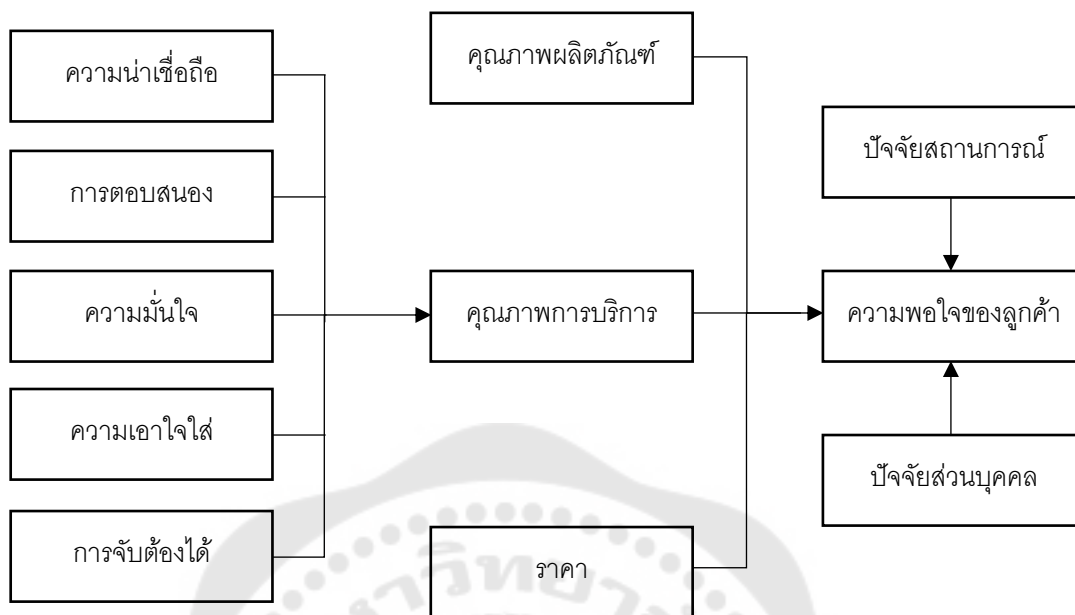 ความน่าเชื่อถือ
การตอบสนอง
ความมั่นใจ
ความเอาใจใส่
การจับต้องได้
คุณภาพผลิตภัณฑ์
คุณภาพการบริการ
ราคา
ปัจจัยสถานการณ์
ความพอใจของลูกค้า
ปัจจัยส่วนบุคคล